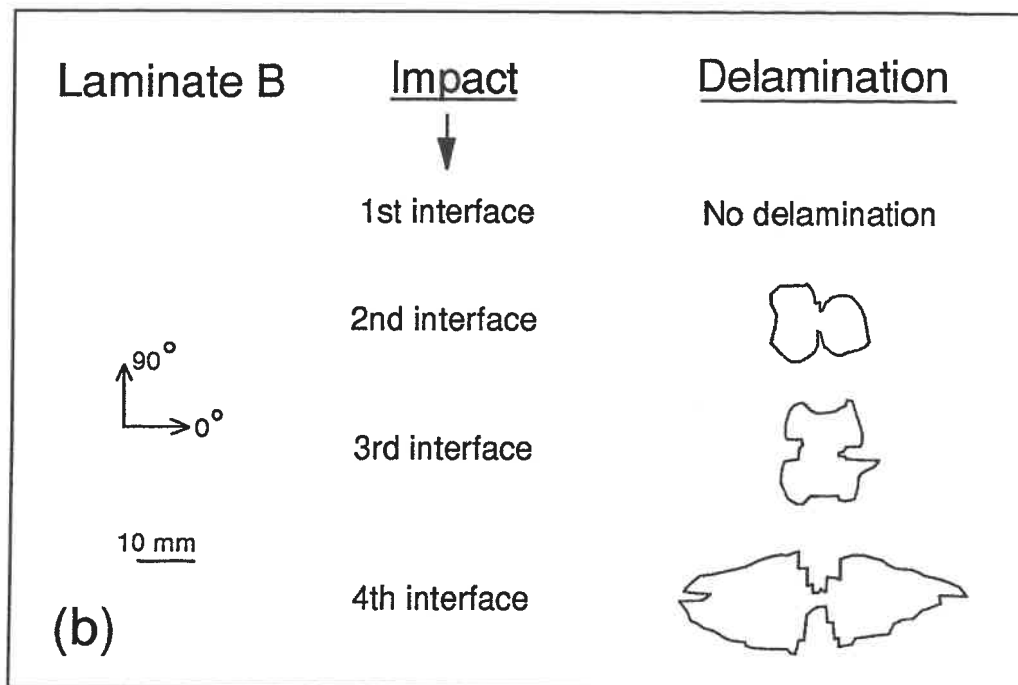 Laminate B Impact Delamination
1st interface No delamination
2nd interface
90°
0°
3rd interface
10 mm
4th interface
(b)